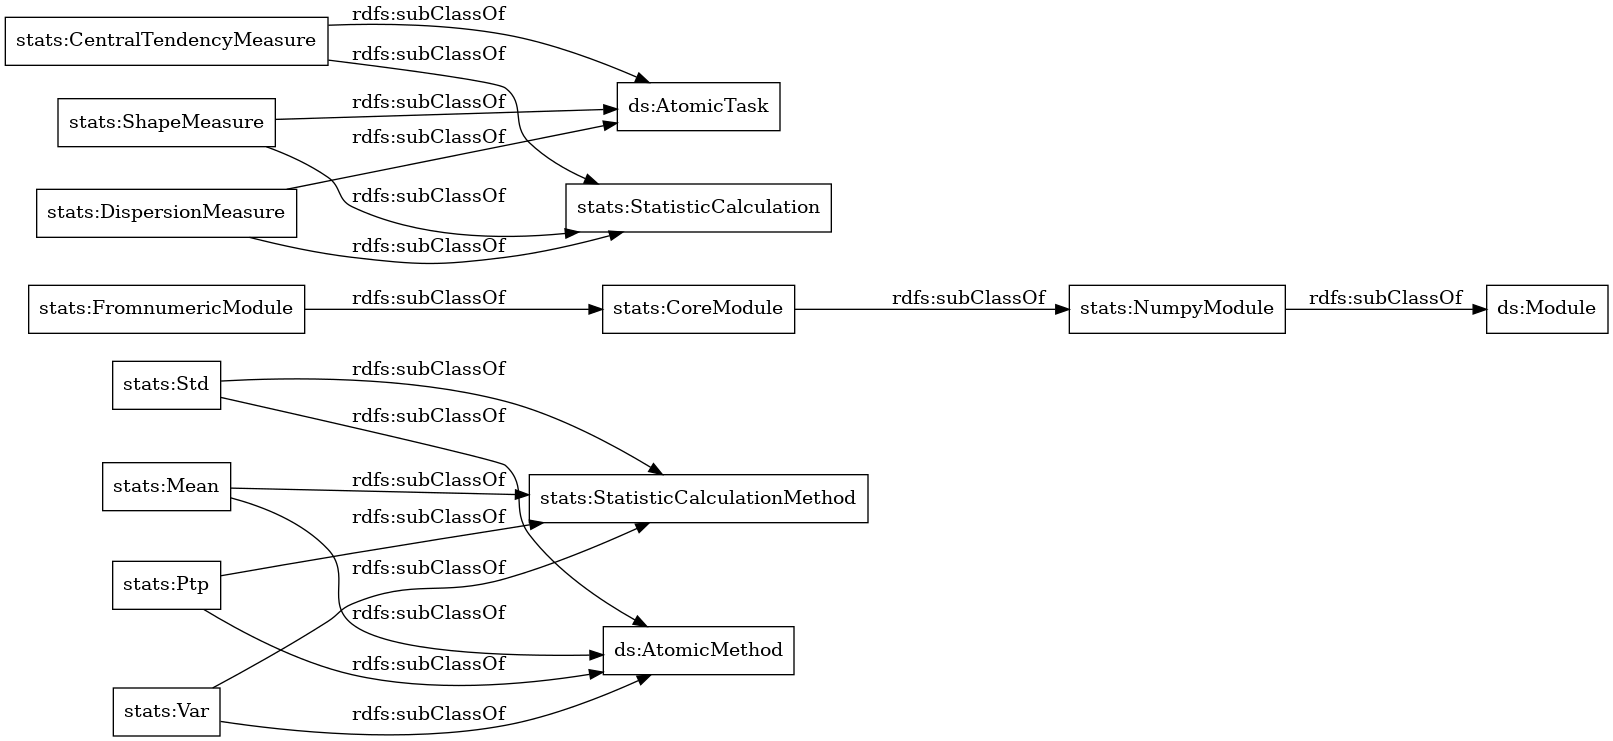 rdfs:subClassOf
stats:CentralTendencyMeasure
rdfs:subClassOf
rdfs:subClassOf
ds:AtomicTask
stats:ShapeMeasure
rdfs:subClassOf
rdfs:subClassOf
stats:DispersionMeasure
stats:StatisticCalculation
rdfs:subClassOf
stats:FromnumericModule
rdfs:subClassOf
stats:CoreModule
rdfs:subClassOf
stats:NumpyModule
rdfs:subClassOf
ds:Module
rdfs:subClassOf
stats:Std
rdfs:subClassOf
stats:Mean
rdfs:subClassOf
stats:StatisticCalculationMethod
rdfs:subClassOf
rdfs:subClassOf
stats:Ptp
rdfs:subClassOf
ds:AtomicMethod
rdfs:subClassOf
stats:Var
rdfs:subClassOf